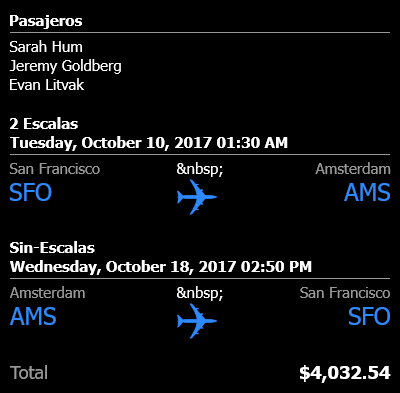 Pasajeros
Sarah Hum
Jeremy Goldberg
Evan Litvak
2 Escalas
Tuesday, October 10, 2017 01:30 AM
San Francisco &nbsp; Amsterdam
SFO AMS
Sin-Escalas
Wednesday, October 18, 2017 02:50 PM
Amsterdam &nbsp; San Francisco
AMS SFO
Total $4,032.54